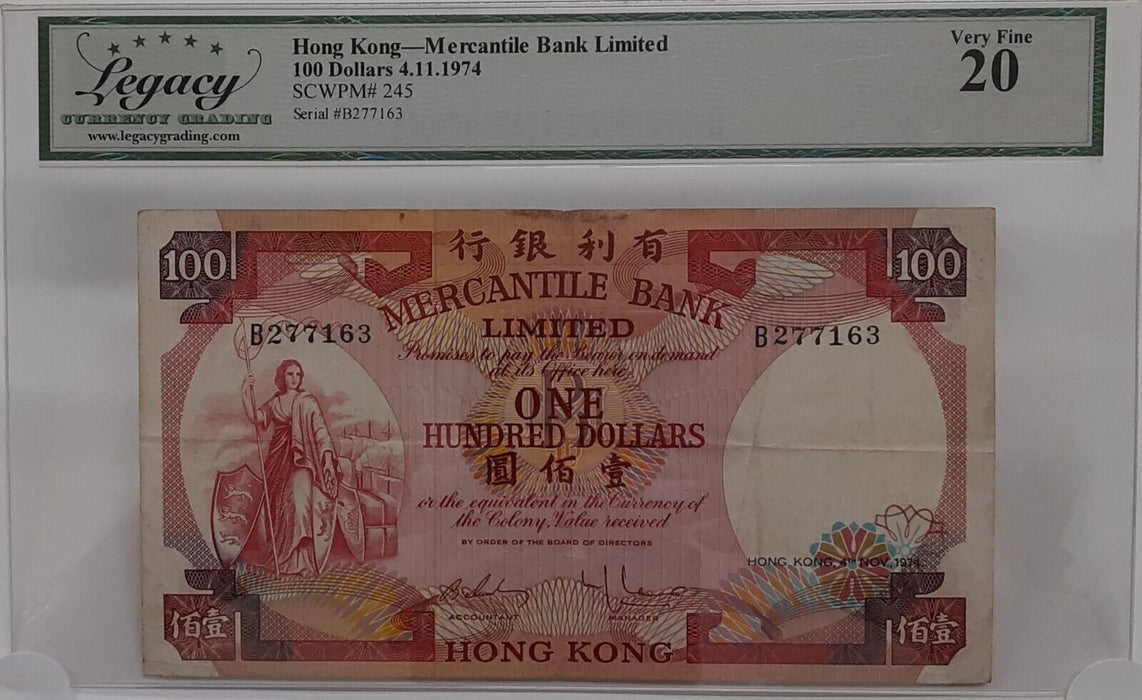 Legacy
CURRENCY GRADING
www.legacygrading.com
Hong Kong—Mercantile Bank Limited
100 Dollars 4.11.1974
SCWPM# 245
Serial #B277163
Very Fine
20
行銀利有
100
100
MERCANTILE BANK
LIMITED
B277163
B277163
Promises to pay the Bearer on demand
at its Office here
ONE
HUNDRED DOLLARS
圓佰壹
or the equivalent in the Currency of
the Colony, Value received
BY ORDER OF THE BOARD OF DIRECTORS
HONG KONG, 4TH NOV, 1974.
ACCOUNTANT
MANAGER
佰壹
佰壹
HONG KONG